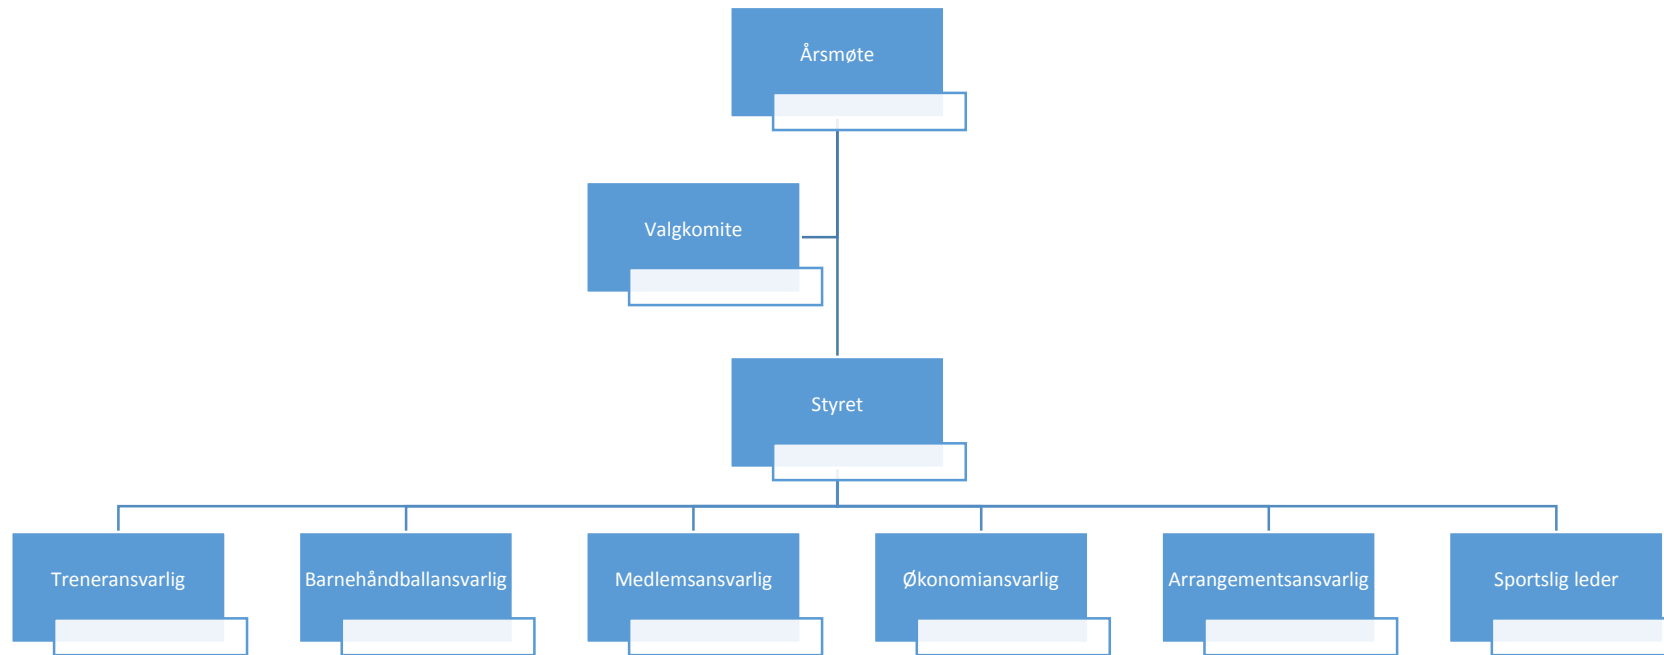 Årsmøte
Valgkomite
Styret
Treneransvarlig
Barnehåndballansvarlig
Medlemsansvarlig
Økonomiansvarlig
Arrangementsansvarlig
Sportslig leder